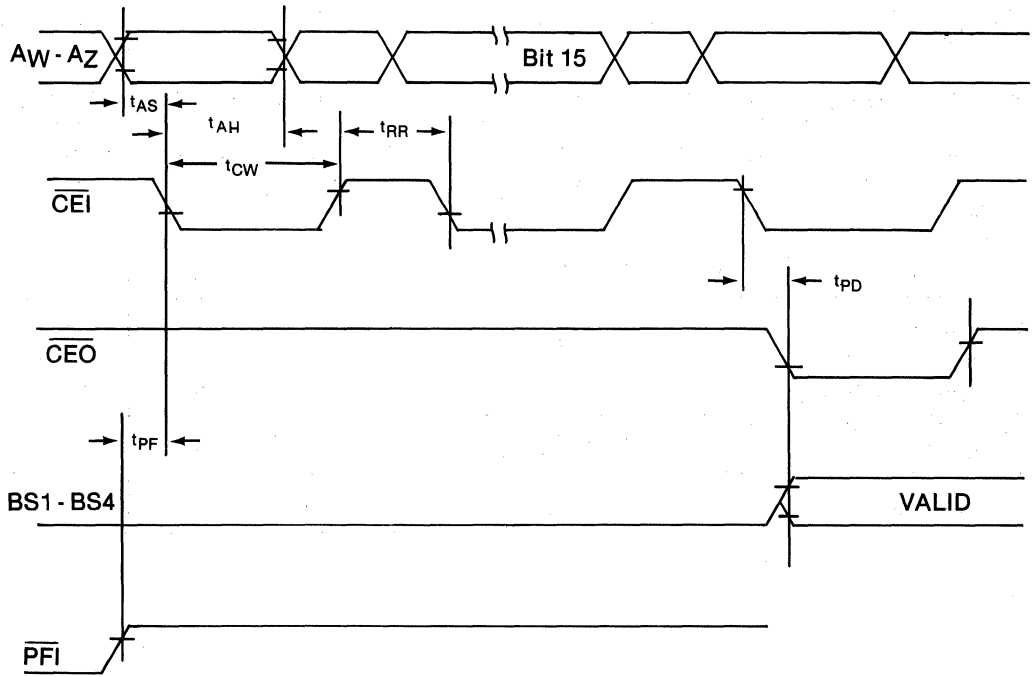 AW - AZ
Bit 15
tAS
tAH
tRR
tCW
CEI
tPD
CEO
tPF
BS1 - BS4
VALID
PFI